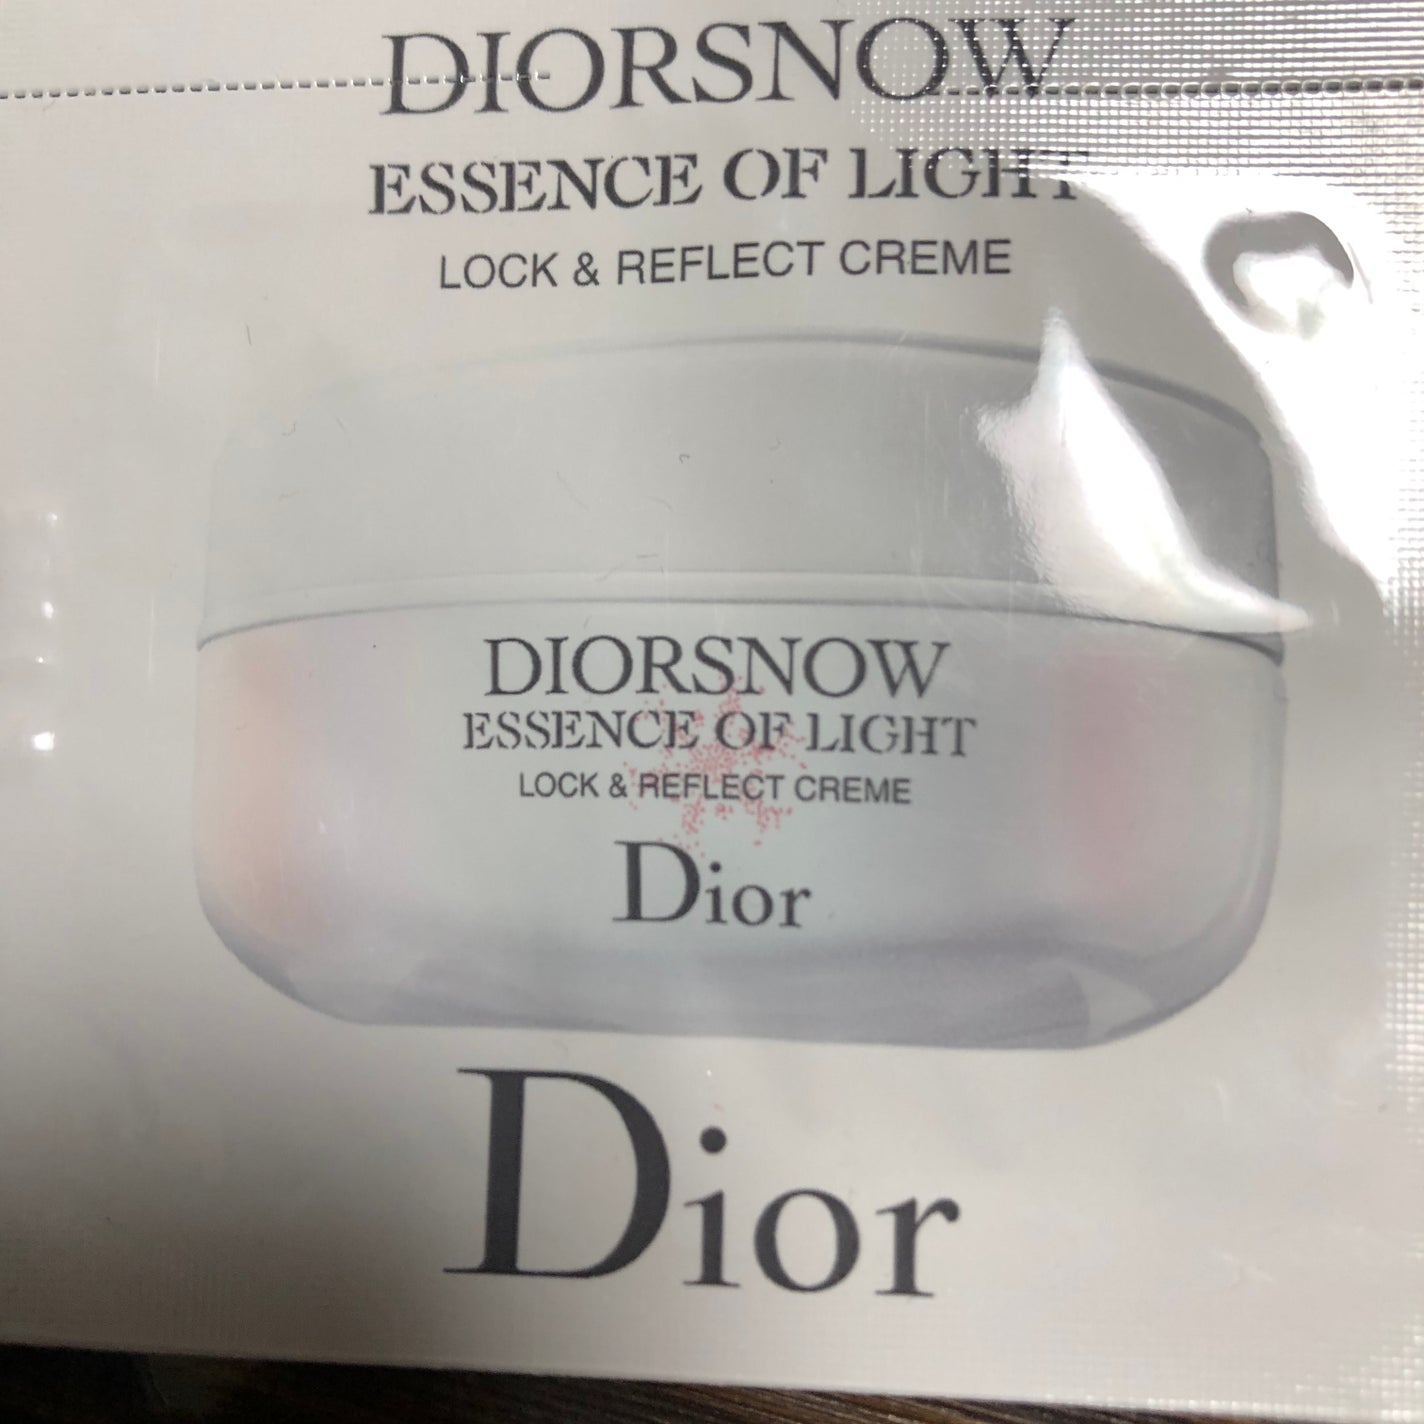 DIORSNOW
ESSENCE OF LIGHT
LOCK & REFLECT CREME
DIORSNOW
ESSENCE OF LIGHT
LOCK & REFLECT CREME
Dior
Dior